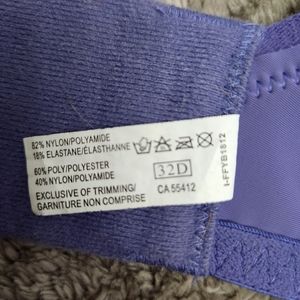 82% NYLON/POLYAMIDE
18% ELASTANE/ÉLASTHANNE
60% POLY/POLYESTER
40% NYLON/POLYAMIDE
32D
EXCLUSIVE OF TRIMMING/
GARNITURE NON COMPRISE
CA 55412
I-FFYB1812